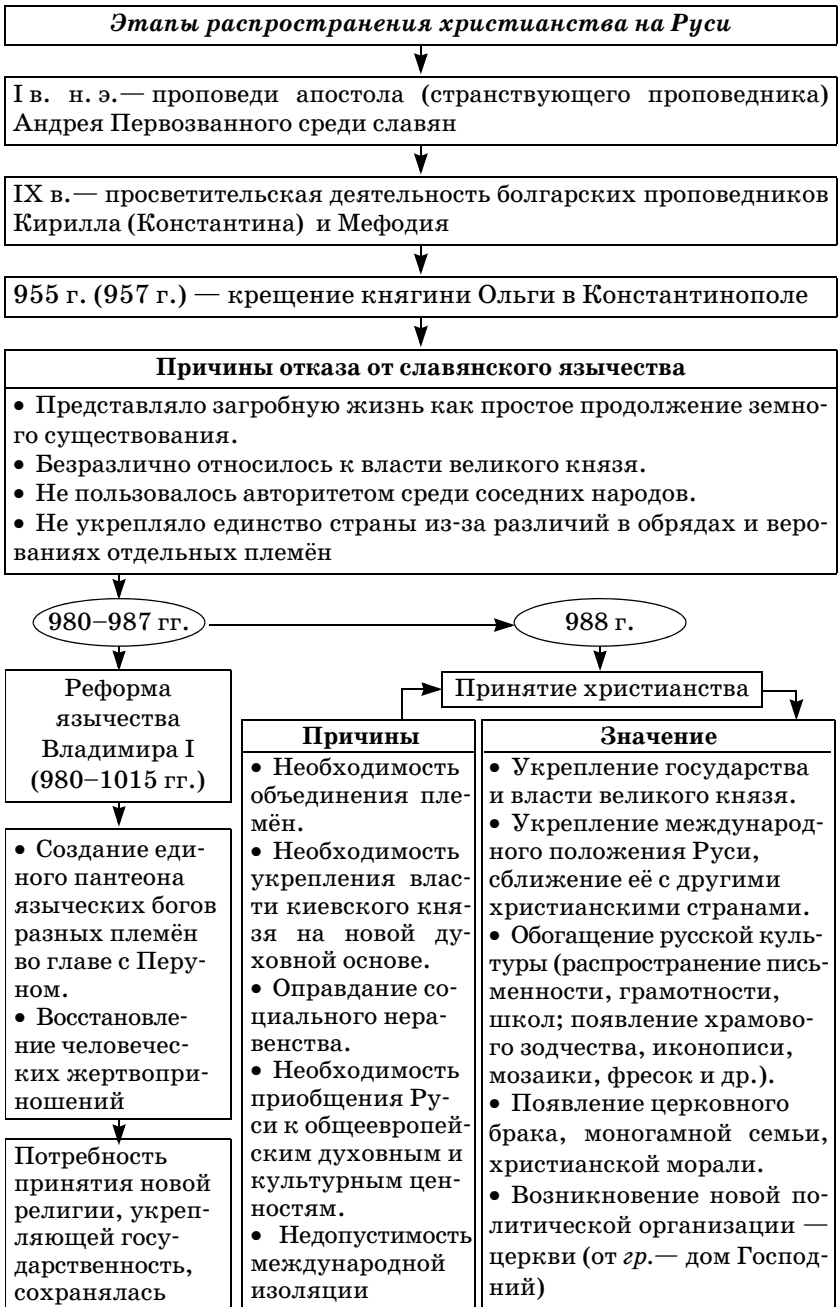 Этапы распространения христианства на Руси
I в. н. э.— проповеди апостола (странствующего проповедника)
Андрея Первозванного среди славян
IX в.— просветительская деятельность болгарских проповедников
Кирилла (Константина) и Мефодия
955 г. (957 г.) — крещение княгини Ольги в Константинополе
Причины отказа от славянского язычества
• Представляло загробную жизнь как простое продолжение земно-
го существования.
• Безразлично относилось к власти великого князя.
• Не пользовалось авторитетом среди соседних народов.
• Не укрепляло единство страны из-за различий в обрядах и веро-
ваниях отдельных племён
980–987 гг.
988 г.
Реформа
язычества
Владимира I
(980–1015 гг.)
• Создание еди-
ного пантеона
языческих богов
разных племён
во главе с Перу-
ном.
• Восстановле-
ние человечес-
ких жертвопри-
ношений
Потребность
принятия новой
религии, укреп-
ляющей госу-
дарственность,
сохранялась
Принятие христианства
Причины
• Необходимость
объединения пле-
мён.
• Необходимость
укрепления влас-
ти киевского кня-
зя на новой ду-
ховной основе.
• Оправдание со-
циального нера-
венства.
• Необходимость
приобщения Ру-
си к общеевропей-
ским духовным и
культурным цен-
ностям.
• Недопустимость
международной
изоляции
Значение
• Укрепление государства
и власти великого князя.
• Укрепление международ-
ного положения Руси,
сближение её с другими
христианскими странами.
• Обогащение русской куль-
туры (распространение пись-
менности, грамотности,
школ; появление храмово-
го зодчества, иконописи,
мозаики, фресок и др.).
• Появление церковного
брака, моногамной семьи,
христианской морали.
• Возникновение новой по-
литической организации —
церкви (от гр.— дом Господ-
ний)